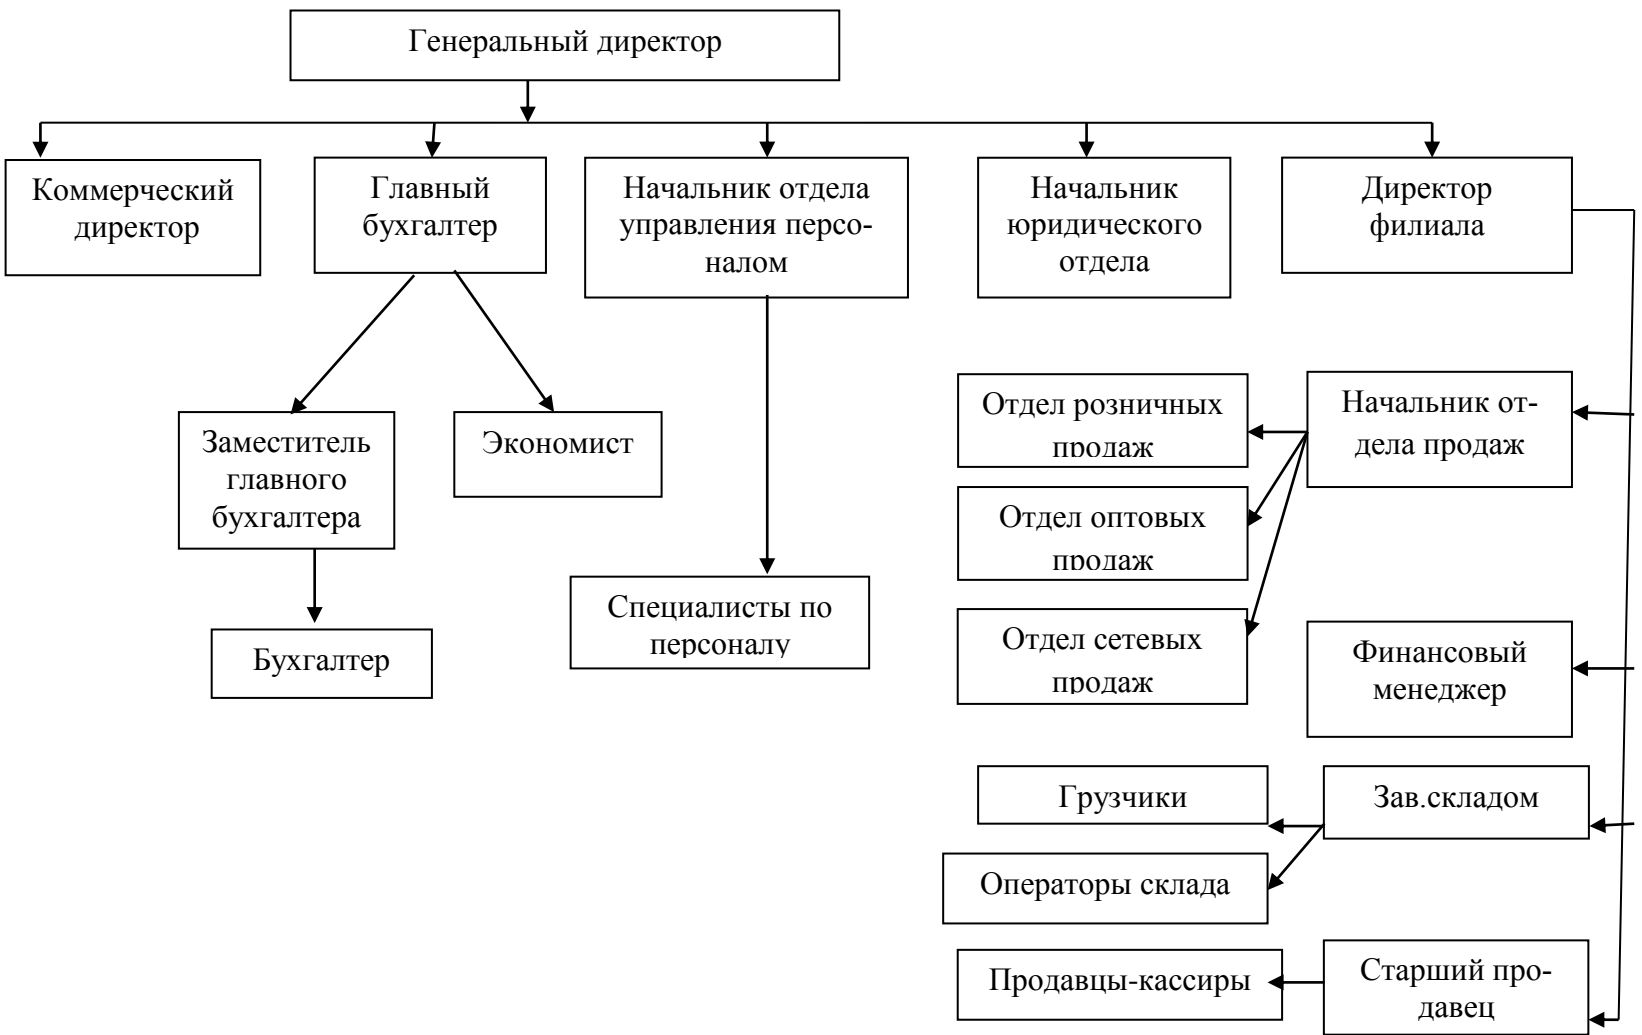 Генеральный директор
Коммерческий
директор
Главный
бухгалтер
Начальник отдела
управления персо-
налом
Начальник
юридического
отдела
Директор
филиала
Заместитель
главного
бухгалтера
Экономист
Бухгалтер
Специалисты по
персоналу
Отдел розничных
продаж
Начальник от-
дела продаж
Отдел оптовых
продаж
Отдел сетевых
продаж
Финансовый
менеджер
Грузчики
Зав.складом
Операторы склада
Продавцы-кассиры
Старший про-
давец